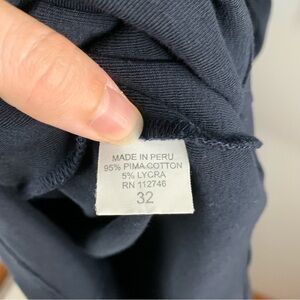 MADE IN PERU
95% PIMA COTTON
5% LYCRA
RN 112746
32